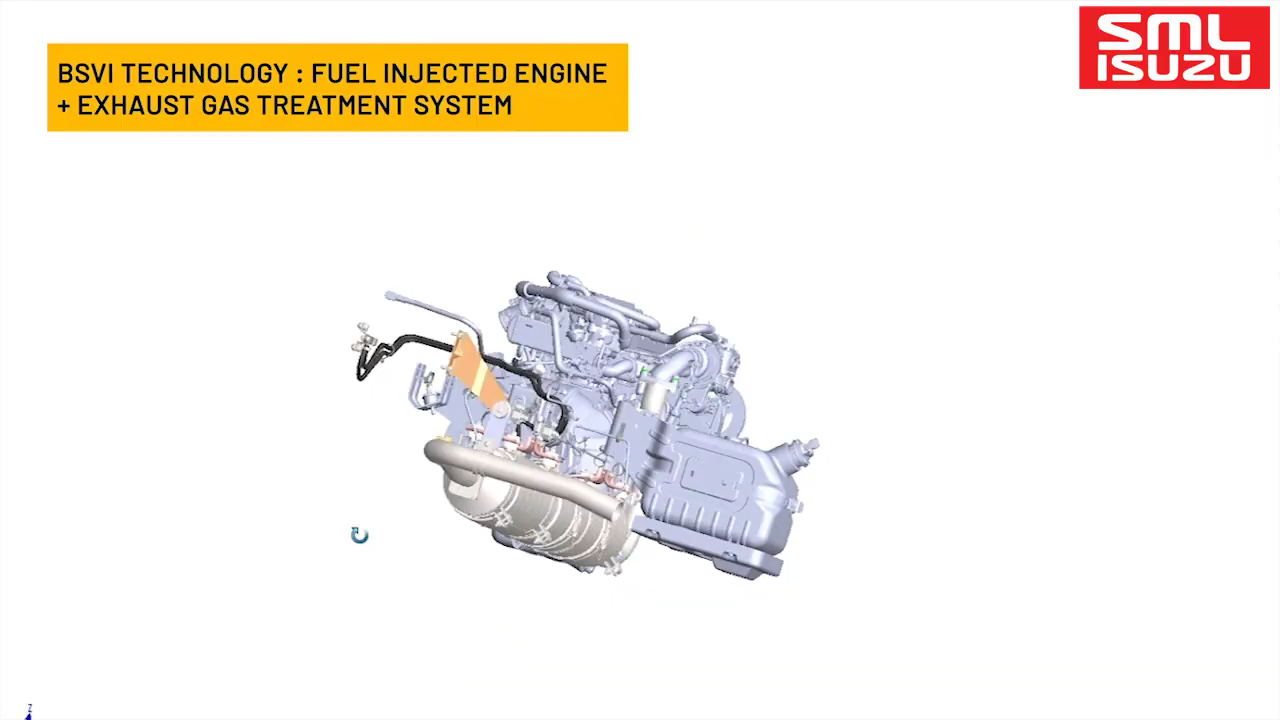 BSVI TECHNOLOGY : FUEL INJECTED ENGINE
+ EXHAUST GAS TREATMENT SYSTEM
SML
ISUZU
Z